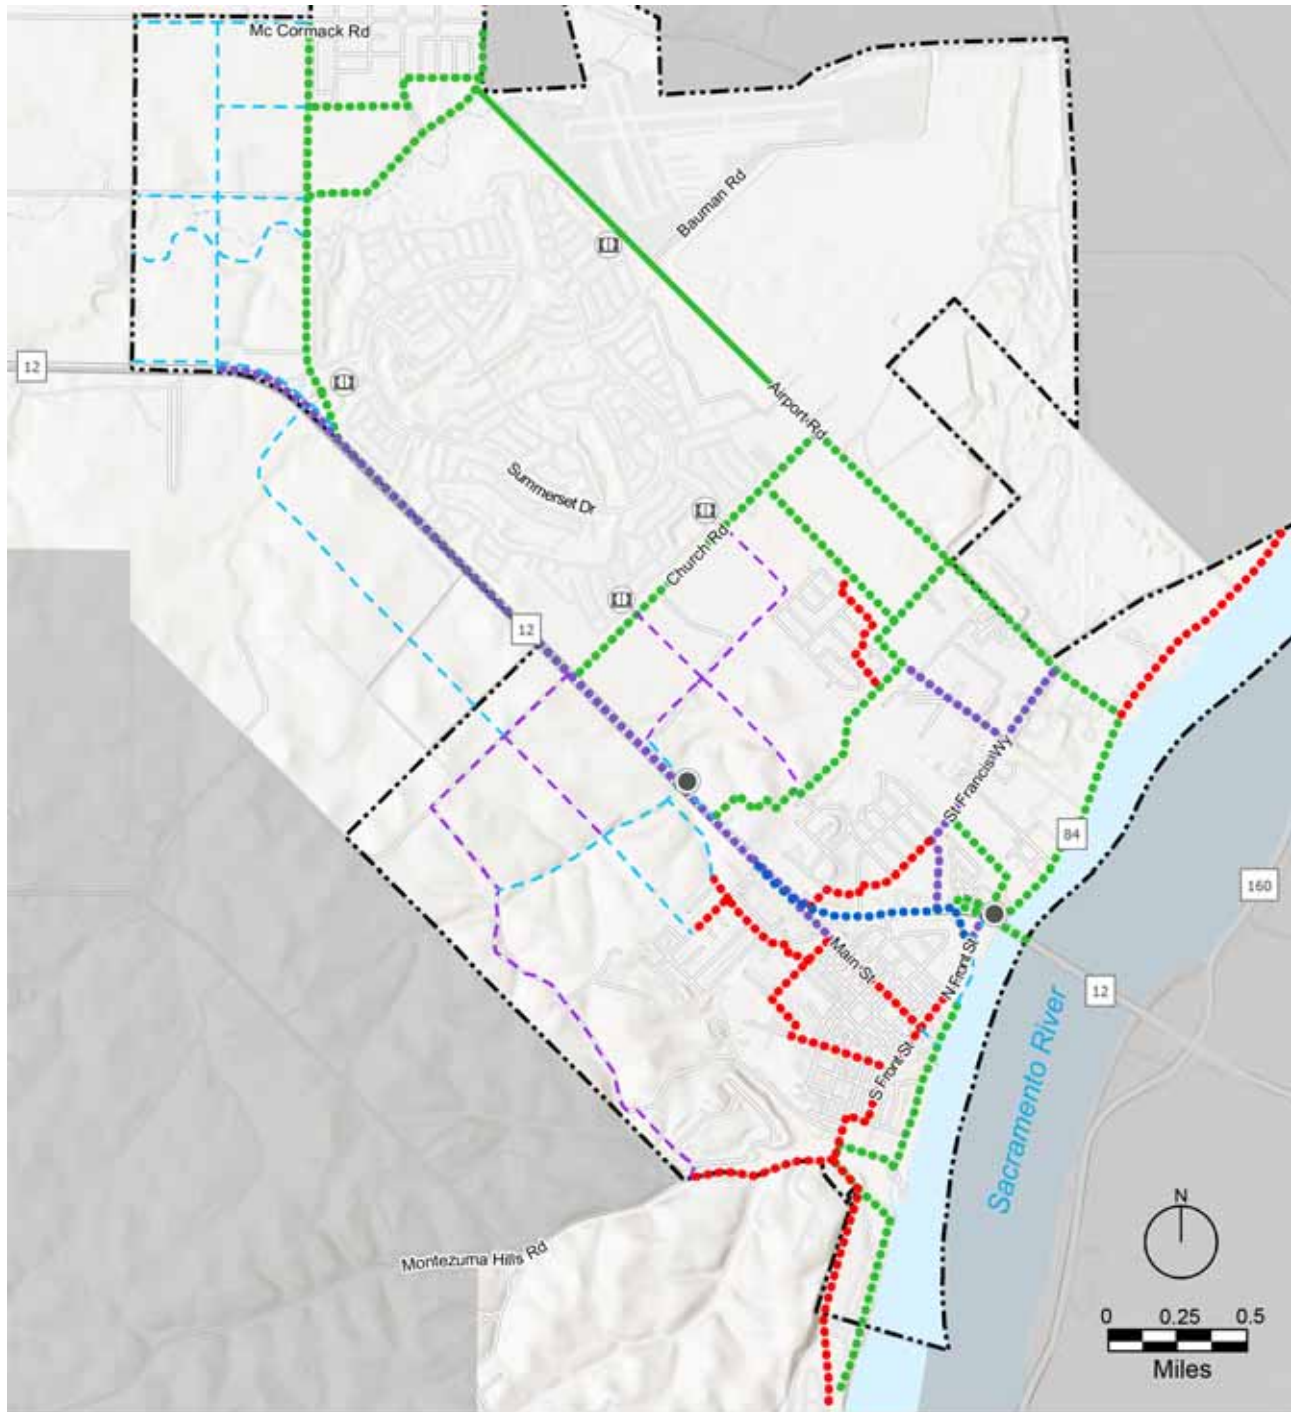 Mc Cormack Rd
Bauman Rd
12
Airport Rd
Summerset Dr
Church Rd
12
St Francis Wy
84
160
Main St
N Front St
12
S Front St
Sacramento River
Montezuma Hills Rd
N
0 0.25 0.5
Miles